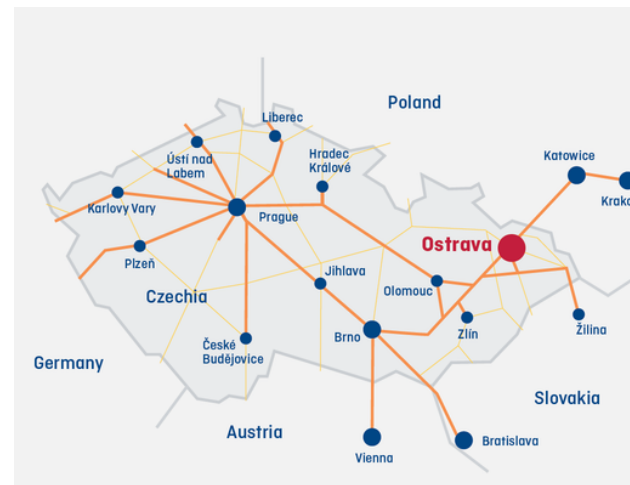 Poland
Liberec
Ústí nad
Labem
Hradec
Králové
Katowice
Krako
Karlovy Vary
Prague
Ostrava
Plzeň
Jihlava
Olomouc
Czechia
Brno
Zlín
Žilina
České
Budějovice
Germany
Slovakia
Austria
Bratislava
Vienna